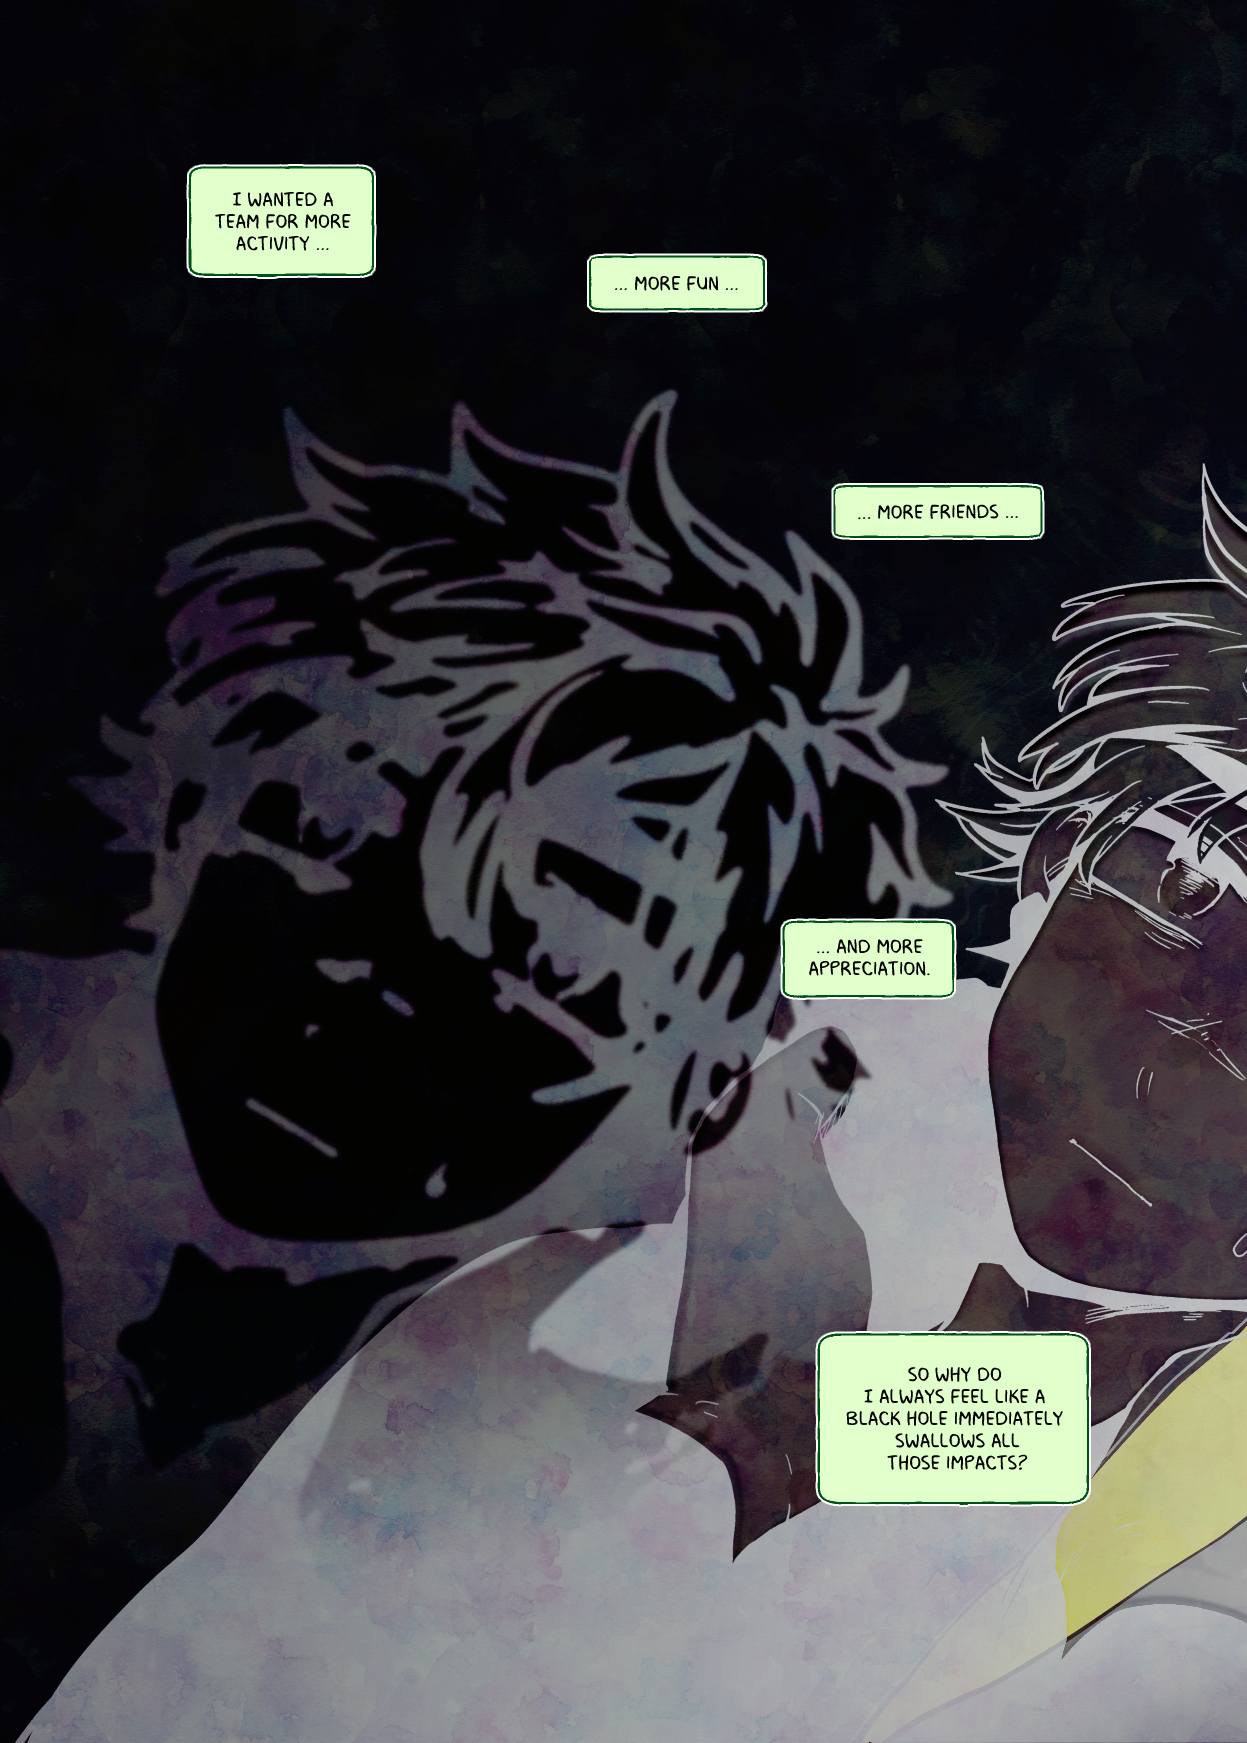 I WANTED A
TEAM FOR MORE
ACTIVITY ...
... MORE FUN ...
... MORE FRIENDS ...
... AND MORE
APPRECIATION.
SO WHY DO
I ALWAYS FEEL LIKE A
BLACK HOLE IMMEDIATELY
SWALLOWS ALL
THOSE IMPACTS?